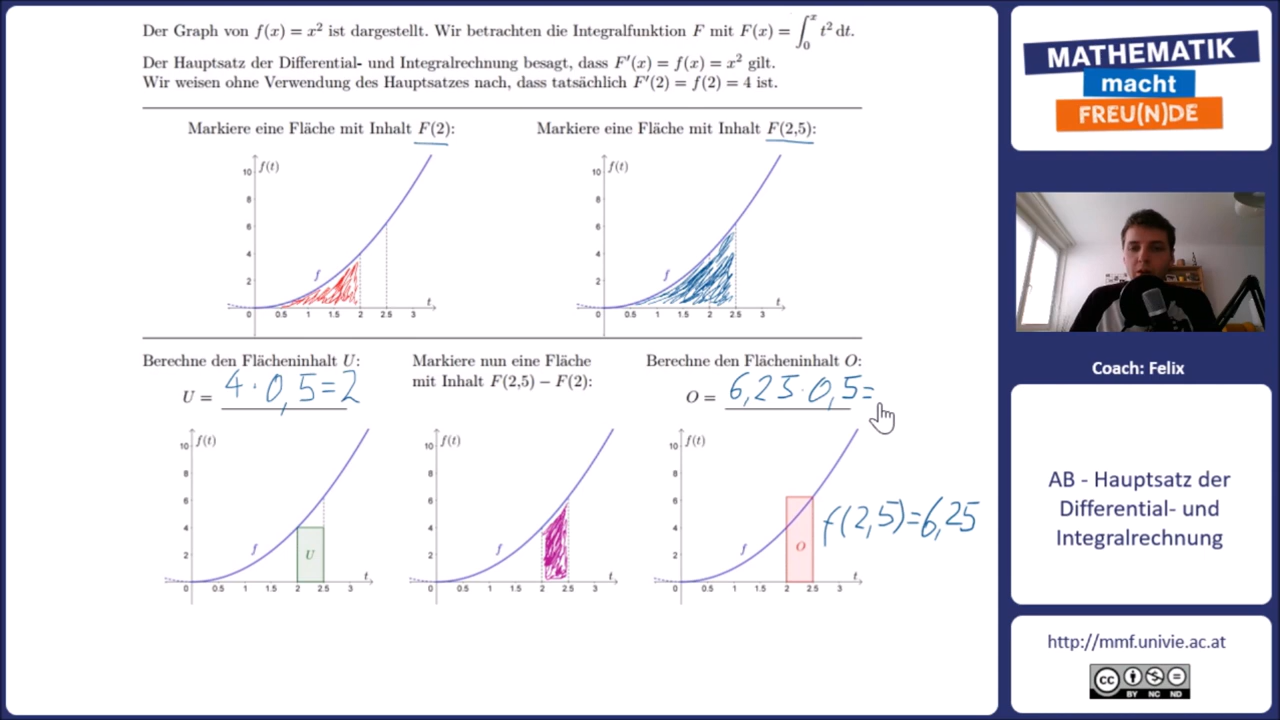 Der Graph von f(x) = x² ist dargestellt. Wir betrachten die Integralfunktion F mit F(x) = ∫₀ˣ t² dt.
Der Hauptsatz der Differential- und Integralrechnung besagt, dass F′(x) = f(x) = x² gilt.
Wir weisen ohne Verwendung des Hauptsatzes nach, dass tatsächlich F′(2) = f(2) = 4 ist.
Markiere eine Fläche mit Inhalt F(2):
f(t)
10
8
6
4
2
f
t
0 0.5 1 1.5 2 2.5 3
Markiere eine Fläche mit Inhalt F(2,5):
f(t)
10
8
6
4
2
f
t
0 0.5 1 1.5 2 2.5 3
Berechne den Flächeninhalt U:
U = 4 · 0,5 = 2
f(t)
10
8
6
4
2
f
U
t
0 0.5 1 1.5 2 2.5 3
Markiere nun eine Fläche
mit Inhalt F(2,5) − F(2):
f(t)
10
8
6
4
2
f
t
0 0.5 1 1.5 2 2.5 3
Berechne den Flächeninhalt O:
O = 6,25 · 0,5 =
f(t)
10
8
6
4
2
f
O
f(2,5)=6,25
t
0 0.5 1 1.5 2 2.5 3
MATHEMATIK
macht
FREU(N)DE
Coach: Felix
AB - Hauptsatz der
Differential- und
Integralrechnung
http://mmf.univie.ac.at
cc
BY NC ND